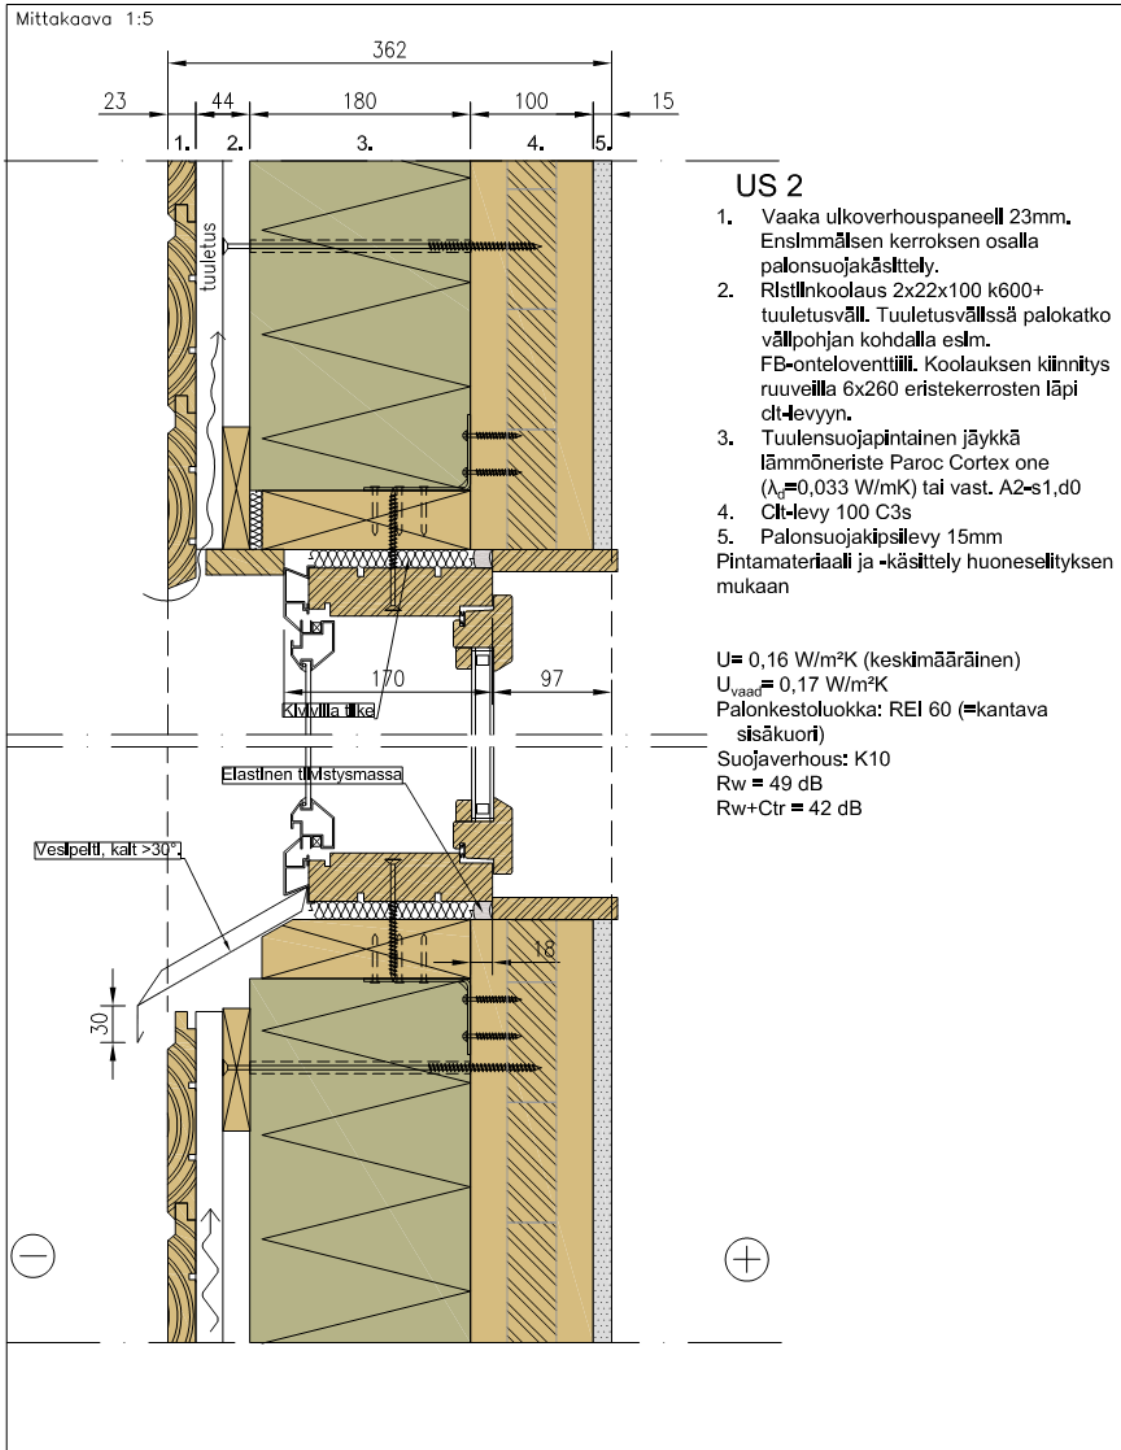 Mittakaava 1:5
362
23 44 180 100 15
1. 2. 3. 4. 5.
tuuletus
US 2
1. Vaaka ulkoverhouspaneeli 23mm.
Ensimmäisen kerroksen osalla
palonsuojakäsittely.
2. Ristiinkoolaus 2x22x100 k600+
tuuletusväli. Tuuletusvälissä palokatko
välipohjan kohdalla esim.
FB-onteloventtiili. Koolauksen kiinnitys
ruuveilla 6x260 eristekerrosten läpi
clt-levyyn.
3. Tuulensuojapintainen jäykkä
lämmöneriste Paroc Cortex one
(λd=0,033 W/mK) tai vast. A2-s1,d0
4. Clt-levy 100 C3s
5. Palonsuojakipsilevy 15mm
Pintamateriaali ja -käsittely huoneselityksen
mukaan
U= 0,16 W/m²K (keskimääräinen)
Uvaad= 0,17 W/m²K
Palonkestoluokka: REI 60 (=kantava
sisäkuori)
Suojaverhous: K10
Rw = 49 dB
Rw+Ctr = 42 dB
170 97
Kivivilla tilke
Elastinen tiivistysmassa
Vesipelti, kalt >30°.
18
30